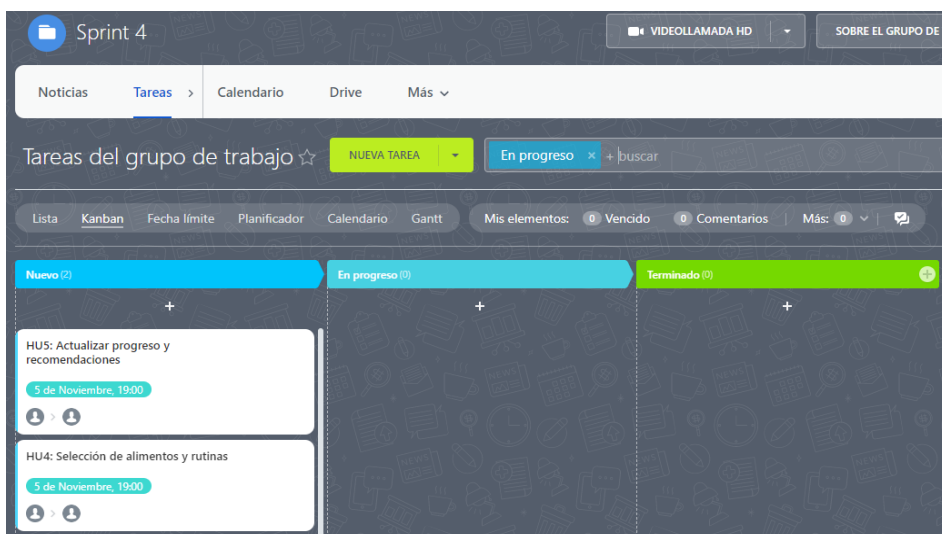 Sprint 4
VIDEOLLAMADA HD
SOBRE EL GRUPO DE
Noticias Tareas > Calendario Drive Más
Tareas del grupo de trabajo
NUEVA TAREA
En progreso × + buscar
Lista Kanban Fecha límite Planificador Calendario Gantt
Mis elementos: 0 Vencido 0 Comentarios Más: 0
Nuevo (2)
En progreso (0)
Terminado (0)
+ + +
HU5: Actualizar progreso y
recomendaciones
5 de Noviembre, 19:00
HU4: Selección de alimentos y rutinas
5 de Noviembre, 19:00